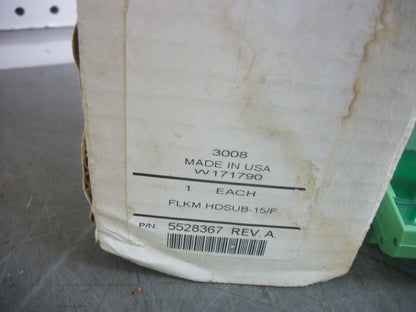 3008
MADE IN USA
W171790
1 EACH
FLKM HDSUB-15/F
P/N: 5528367 REV. A.